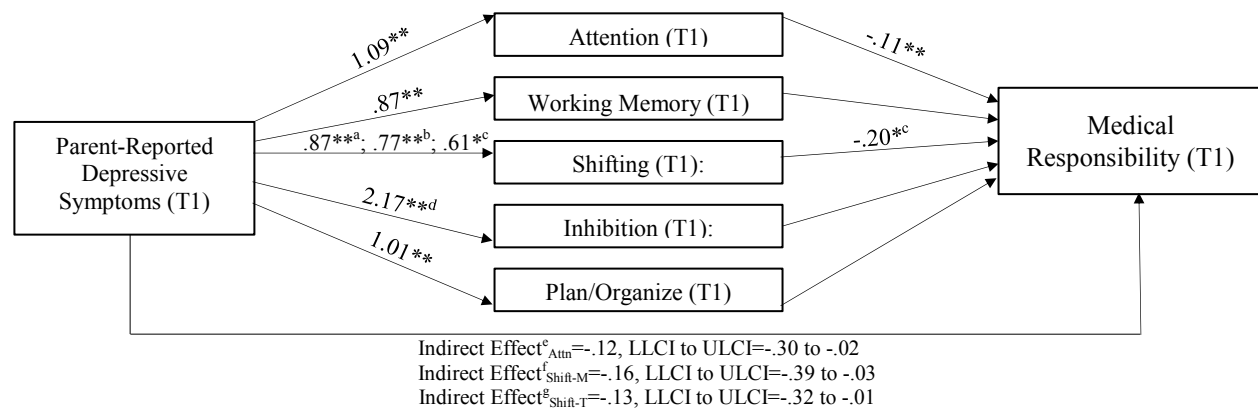 Parent-Reported
Depressive
Symptoms (T1)
1.09**
.87**
.87**ᵃ; .77**ᵇ; .61*ᶜ
2.17**ᵈ
1.01**
Attention (T1)
Working Memory (T1)
Shifting (T1):
Inhibition (T1):
Plan/Organize (T1)
-.11**
-.20*ᶜ
Medical
Responsibility (T1)
Indirect Effectᵉ Attn=-.12, LLCI to ULCI=-.30 to -.02
Indirect Effectᶠ Shift-M=-.16, LLCI to ULCI=-.39 to -.03
Indirect Effectᵍ Shift-T=-.13, LLCI to ULCI=-.32 to -.01